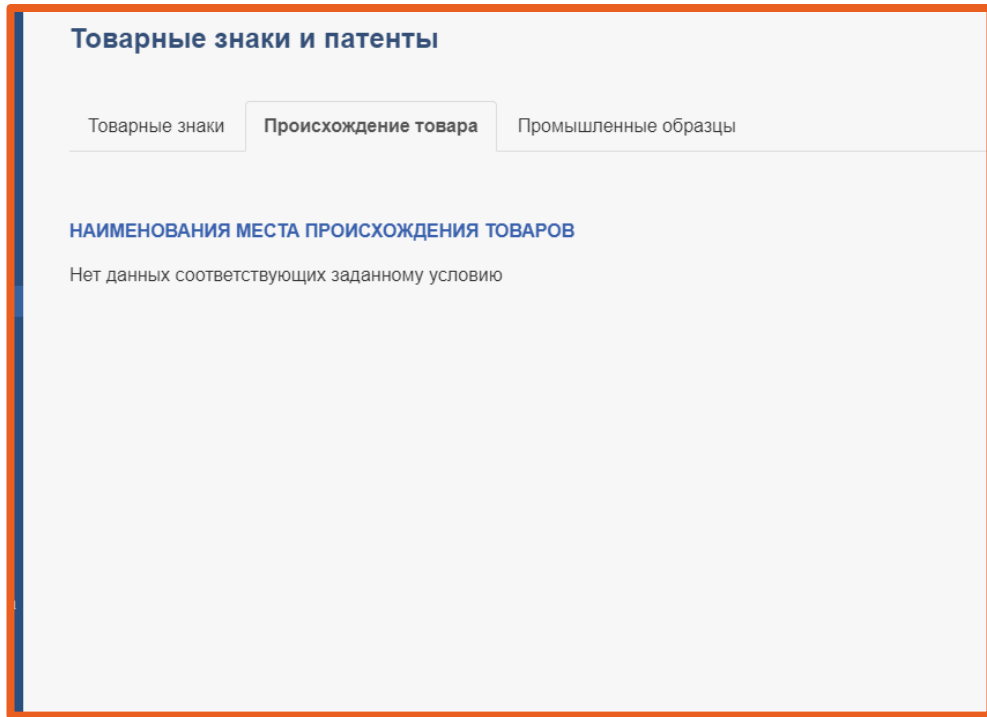 Товарные знаки и патенты
Товарные знаки Происхождение товара Промышленные образцы
НАИМЕНОВАНИЯ МЕСТА ПРОИСХОЖДЕНИЯ ТОВАРОВ
Нет данных соответствующих заданному условию